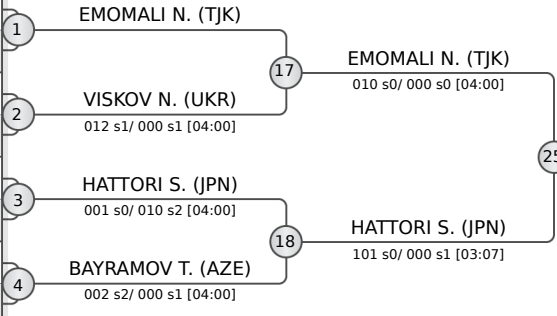 EMOMALI N. (TJK)
1
17
EMOMALI N. (TJK)
010 s0/ 000 s0 [04:00]
VISKOV N. (UKR)
2
012 s1/ 000 s1 [04:00]
25
HATTORI S. (JPN)
3
001 s0/ 010 s2 [04:00]
18
HATTORI S. (JPN)
101 s0/ 000 s1 [03:07]
BAYRAMOV T. (AZE)
4
002 s2/ 000 s1 [04:00]